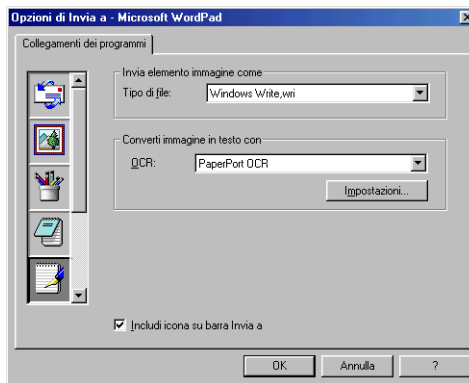 Opzioni di Invia a - Microsoft WordPad
Collegamenti dei programmi
Invia elemento immagine come
Tipo di file: Windows Write,wri
Converti immagine in testo con
OCR: PaperPort OCR
Impostazioni...
Includi icona su barra Invia a
OK Annulla ?